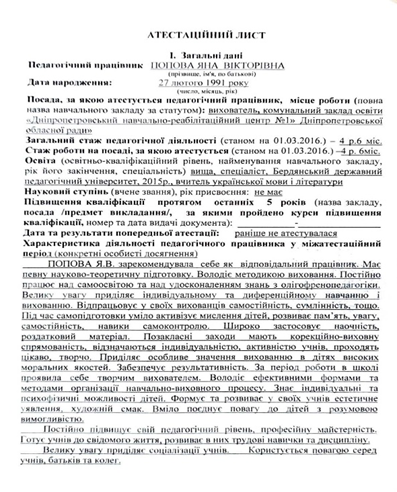 АТЕСТАЦІЙНИЙ ЛИСТ
1. Загальні дані
Педагогічний працівник ПОПОВА ЯНА ВІКТОРІВНА
(прізвище, ім'я, по батькові)
Дата народження: 27 лютого 1991 року
(число, місяць, рік)
Посада, за якою атестується педагогічний працівник, місце роботи (повна
назва навчального закладу за статутом): вихователь, комунальний заклад освіти
«Дніпропетровський навчально-реабілітаційний центр №1» Дніпропетровської
обласної ради»
Загальний стаж педагогічної діяльності (станом на 01.03.2016.) – 4 р.6 міс.
Стаж роботи на посаді, за якою атестується (станом на 01.03.2016.) –4 р. 6міс.
Освіта (освітньо-кваліфікаційний рівень, найменування навчального закладу,
рік його закінчення, спеціальність) вища, спеціаліст, Бердянський державний
педагогічний університет, 2015р., вчитель української мови і літератури
Науковий ступінь (вчене звання), рік присвоєння: не має
Підвищення кваліфікації протягом останніх 5 років (назва закладу,
посада /предмет викладання/, за якими пройдено курси підвищення
кваліфікації, номер та дата видачі документа): -
Дата та результати попередньої атестації: раніше не атестувалася
Характеристика діяльності педагогічного працівника у міжатестаційний
період (конкретні особисті досягнення)
ПОПОВА Я.В. зарекомендувала себе як відповідальний працівник. Має
певну науково-теоретичну підготовку. Володіє методикою виховання. Постійно
працює над самоосвітою та над удосконаленням знань з олігофренопедагогіки.
Велику увагу приділяє індивідуальному та диференційному навчанню і
вихованню. Відпрацьовує у своїх вихованців самостійність, сумлінність, тощо.
Під час самопідготовки уміло активізує мислення дітей, розвиває пам'ять, увагу,
самостійність, навики самоконтролю. Широко застосовує наочність,
роздатковий матеріал. Позакласні заходи мають корекційно-виховну
спрямованість, відзначаються індивідуальністю, активністю учнів, проходять
цікаво, творчо. Приділяє особливе значення вихованню в дітях високих
моральних якостей. Забезпечує результативність. За період роботи в школі
проявила себе творчим вихователем. Володіє ефективними формами та
методами організації навчально-виховного процесу. Знає індивідуальні та
психофізичні можливості дітей. Формує та розвиває у своїх учнів естетичне
уявлення, художній смак. Вміло поєднує повагу до дітей з розумовою
вимогливістю.
Постійно підвищує свій педагогічний рівень, професійну майстерність.
Готує учнів до свідомого життя, розвиває в них трудові навички та дисципліну.
Велику увагу приділяє соціалізації учнів. Користується повагою серед
учнів, батьків та колег.